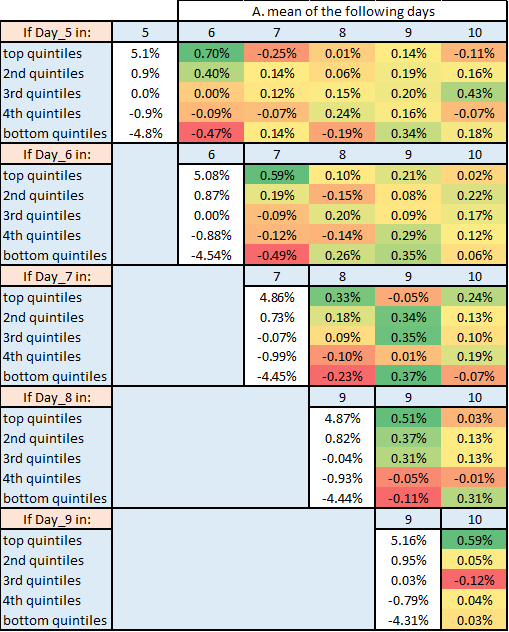 A. mean of the following days
If Day_5 in: 5 6 7 8 9 10
top quintiles 5.1% 0.70% -0.25% 0.01% 0.14% -0.11%
2nd quintiles 0.9% 0.40% 0.14% 0.06% 0.19% 0.16%
3rd quintiles 0.0% 0.00% 0.12% 0.15% 0.20% 0.43%
4th quintiles -0.9% -0.09% -0.07% 0.24% 0.16% -0.07%
bottom quintiles -4.8% -0.47% 0.14% -0.19% 0.34% 0.18%
If Day_6 in: 6 7 8 9 10
top quintiles 5.08% 0.59% 0.10% 0.21% 0.02%
2nd quintiles 0.87% 0.19% -0.15% 0.08% 0.22%
3rd quintiles 0.00% -0.09% 0.20% 0.09% 0.17%
4th quintiles -0.88% -0.12% -0.14% 0.29% 0.12%
bottom quintiles -4.54% -0.49% 0.26% 0.35% 0.06%
If Day_7 in: 7 8 9 10
top quintiles 4.86% 0.33% -0.05% 0.24%
2nd quintiles 0.73% 0.18% 0.34% 0.13%
3rd quintiles -0.07% 0.09% 0.35% 0.10%
4th quintiles -0.99% -0.10% 0.01% 0.19%
bottom quintiles -4.45% -0.23% 0.37% -0.07%
If Day_8 in: 9 9 10
top quintiles 4.87% 0.51% 0.03%
2nd quintiles 0.82% 0.37% 0.13%
3rd quintiles -0.04% 0.31% 0.13%
4th quintiles -0.93% -0.05% -0.01%
bottom quintiles -4.44% -0.11% 0.31%
If Day_9 in: 9 10
top quintiles 5.16% 0.59%
2nd quintiles 0.95% 0.05%
3rd quintiles 0.03% -0.12%
4th quintiles -0.79% 0.04%
bottom quintiles -4.31% 0.03%